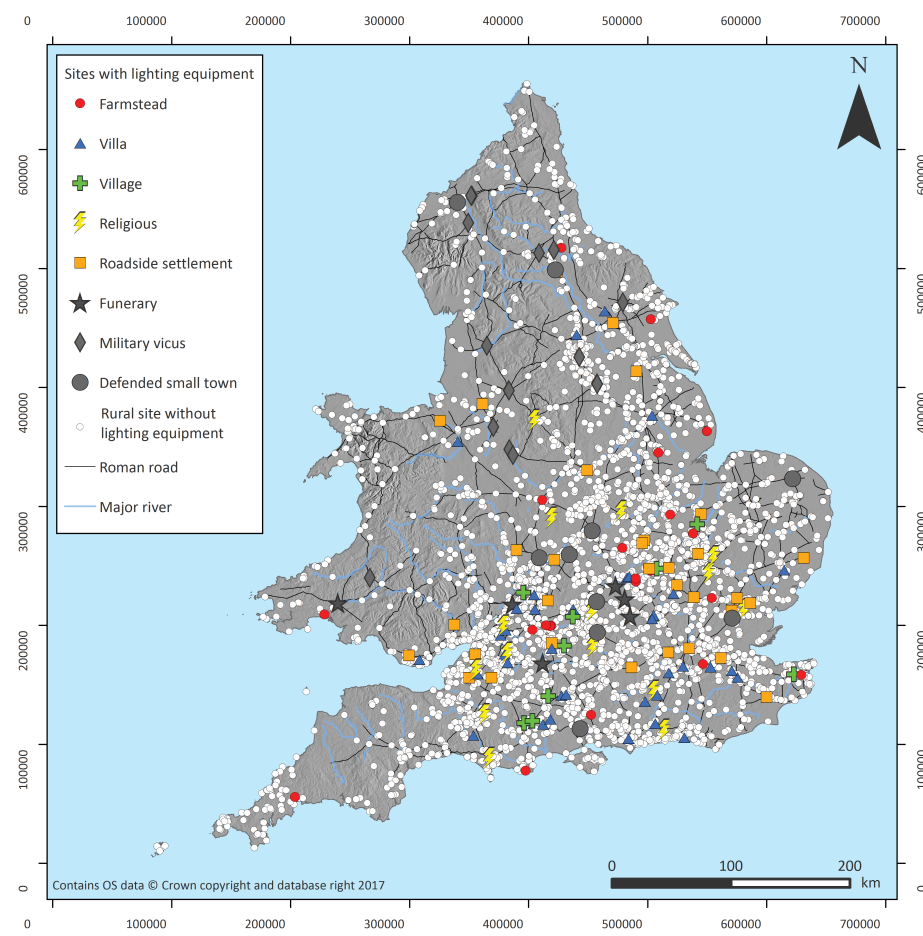 0 100000 200000 300000 400000 500000 600000 700000
Sites with lighting equipment
Farmstead
Villa
Village
Religious
Roadside settlement
Funerary
Military vicus
Defended small town
Rural site without
lighting equipment
Roman road
Major river
N
600000 600000
500000 500000
400000 400000
300000 300000
200000 200000
100000 100000
0 0
0 100 200
km
Contains OS data © Crown copyright and database right 2017
0 100000 200000 300000 400000 500000 600000 700000